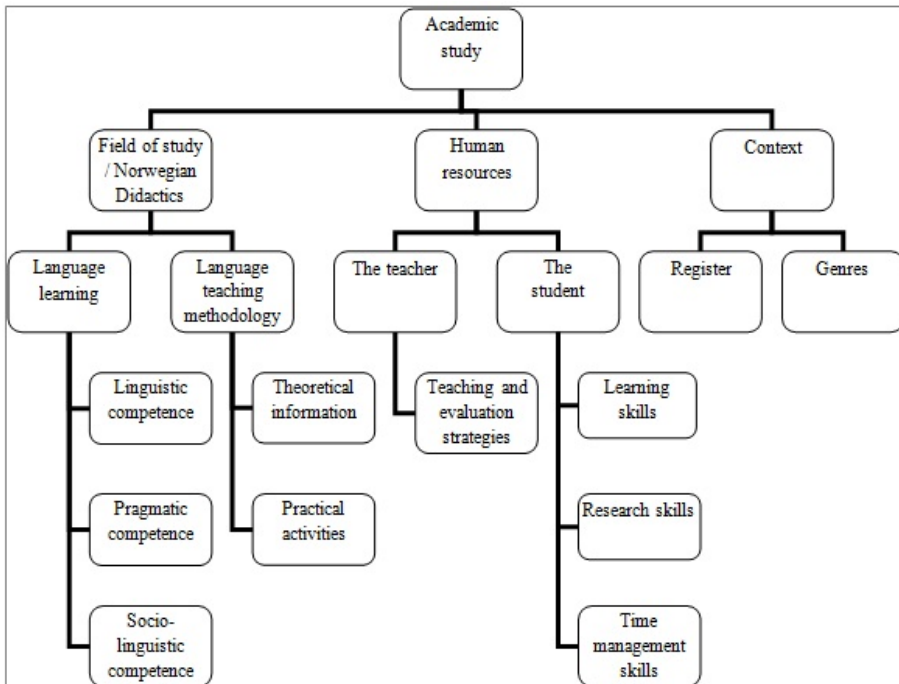 Academic
study
Field of study
/ Norwegian
Didactics
Human
resources
Context
Language
learning
Language
teaching
methodology
The teacher
The
student
Register
Genres
Linguistic
competence
Theoretical
information
Teaching and
evaluation
strategies
Learning
skills
Pragmatic
competence
Practical
activities
Research skills
Socio-
linguistic
competence
Time
management
skills